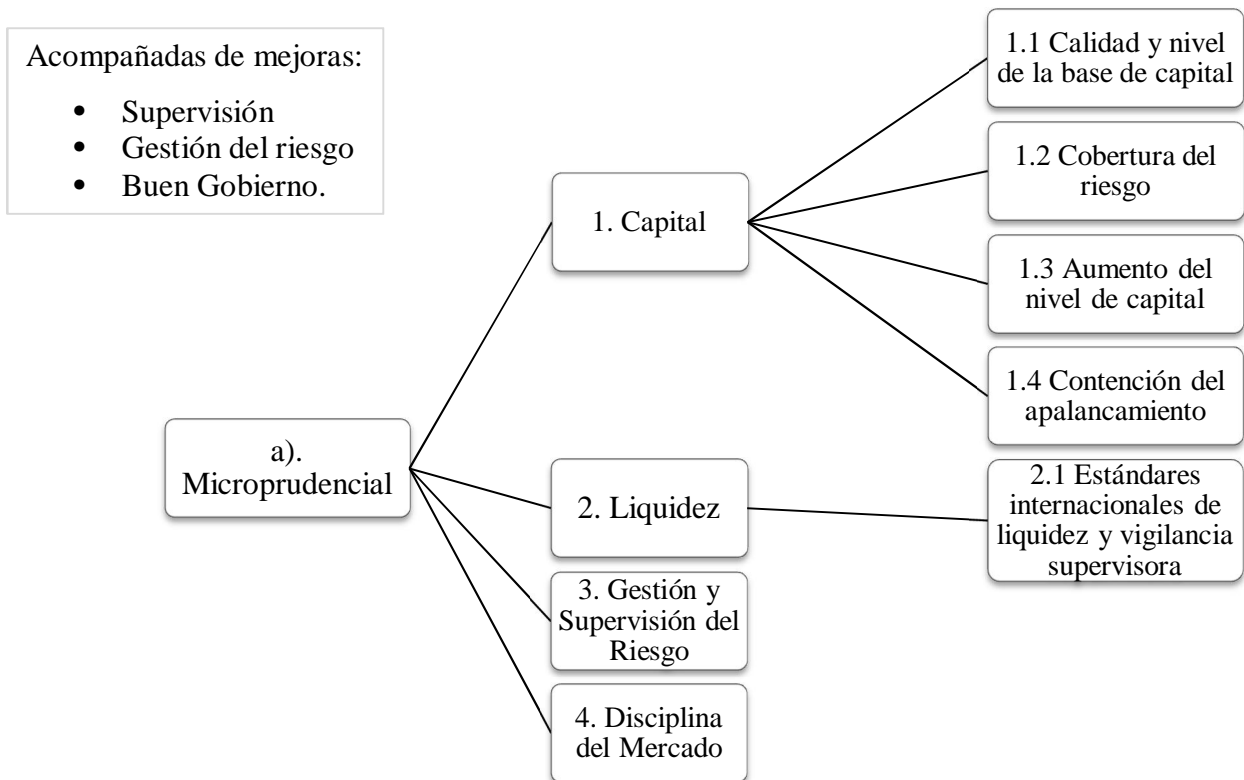 Acompañadas de mejoras:
• Supervisión
• Gestión del riesgo
• Buen Gobierno.
a).
Microprudencial
1. Capital
1.1 Calidad y nivel
de la base de capital
1.2 Cobertura del
riesgo
1.3 Aumento del
nivel de capital
1.4 Contención del
apalancamiento
2. Liquidez
2.1 Estándares
internacionales de
liquidez y vigilancia
supervisora
3. Gestión y
Supervisión del
Riesgo
4. Disciplina
del Mercado